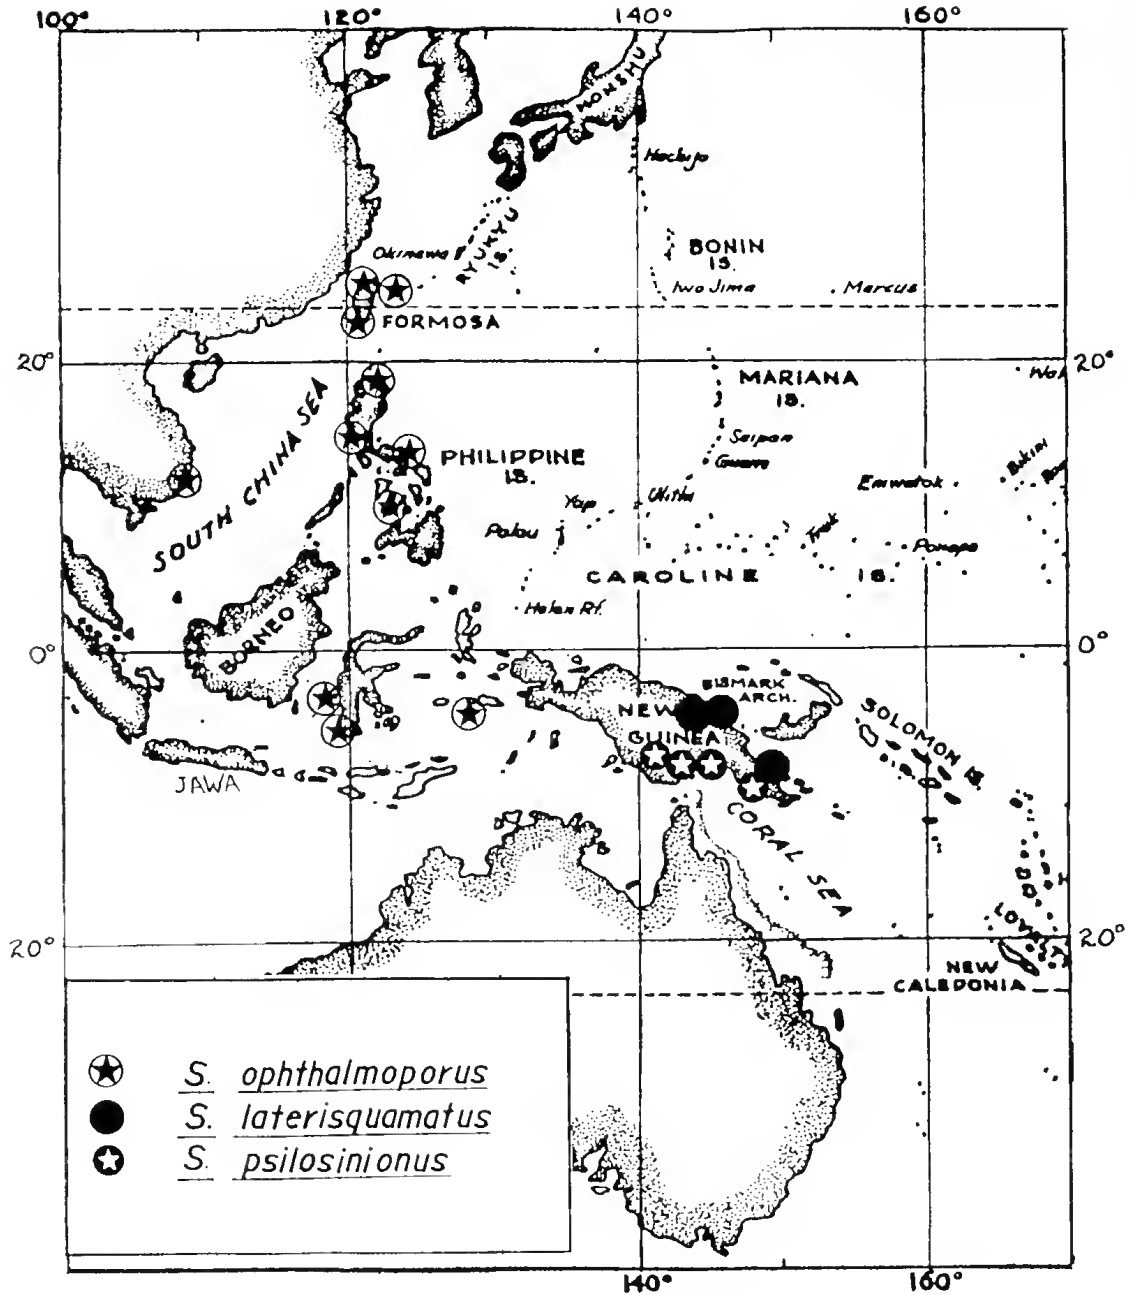 100° 120° 140° 160°
HONSHU
Hachijo
RYUKYU
IS.
Okinawa
BONIN
IS.
Iwo Jima
Marcus
FORMOSA
20° 20°
Wak
MARIANA
IS.
SOUTH CHINA SEA
Saipan
Guam
PHILIPPINE
IS.
Bikini
Eniwetok
Ulithi
Yap
Palau
Truk
Ponape
CAROLINE IS.
Helen Rf.
BORNEO
0° 0°
BISMARK
ARCH.
NEW
GUINEA
SOLOMON IS.
JAWA
CORAL SEA
20° 20°
NEW
CALEDONIA
S. ophthalmoporus
S. laterisquamatus
S. psilosinionus
140° 160°